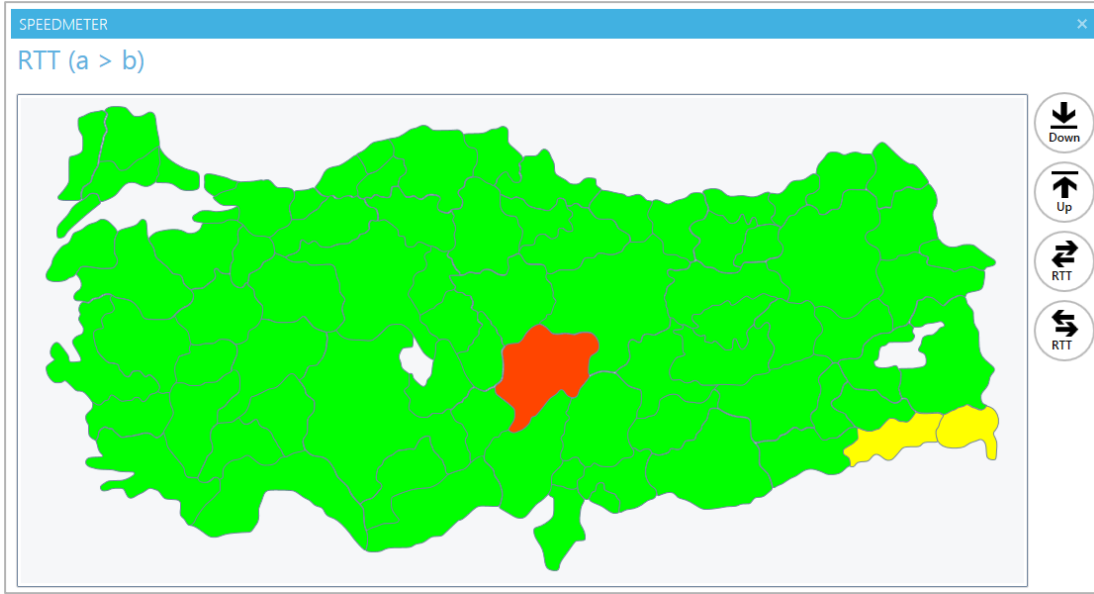 SPEEDMETER
RTT (a > b)
Down
Up
RTT
RTT